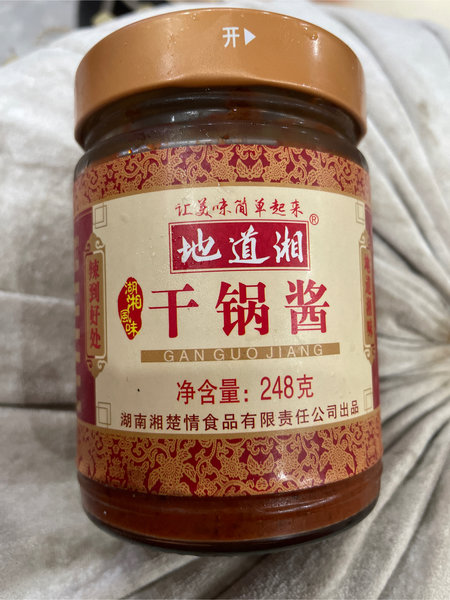 开
让美味简单起来
地道湘®
湖湘
风味
干锅酱
GAN GUO JIANG
净含量：248克
湖南湘楚情食品有限责任公司出品
辣到好处